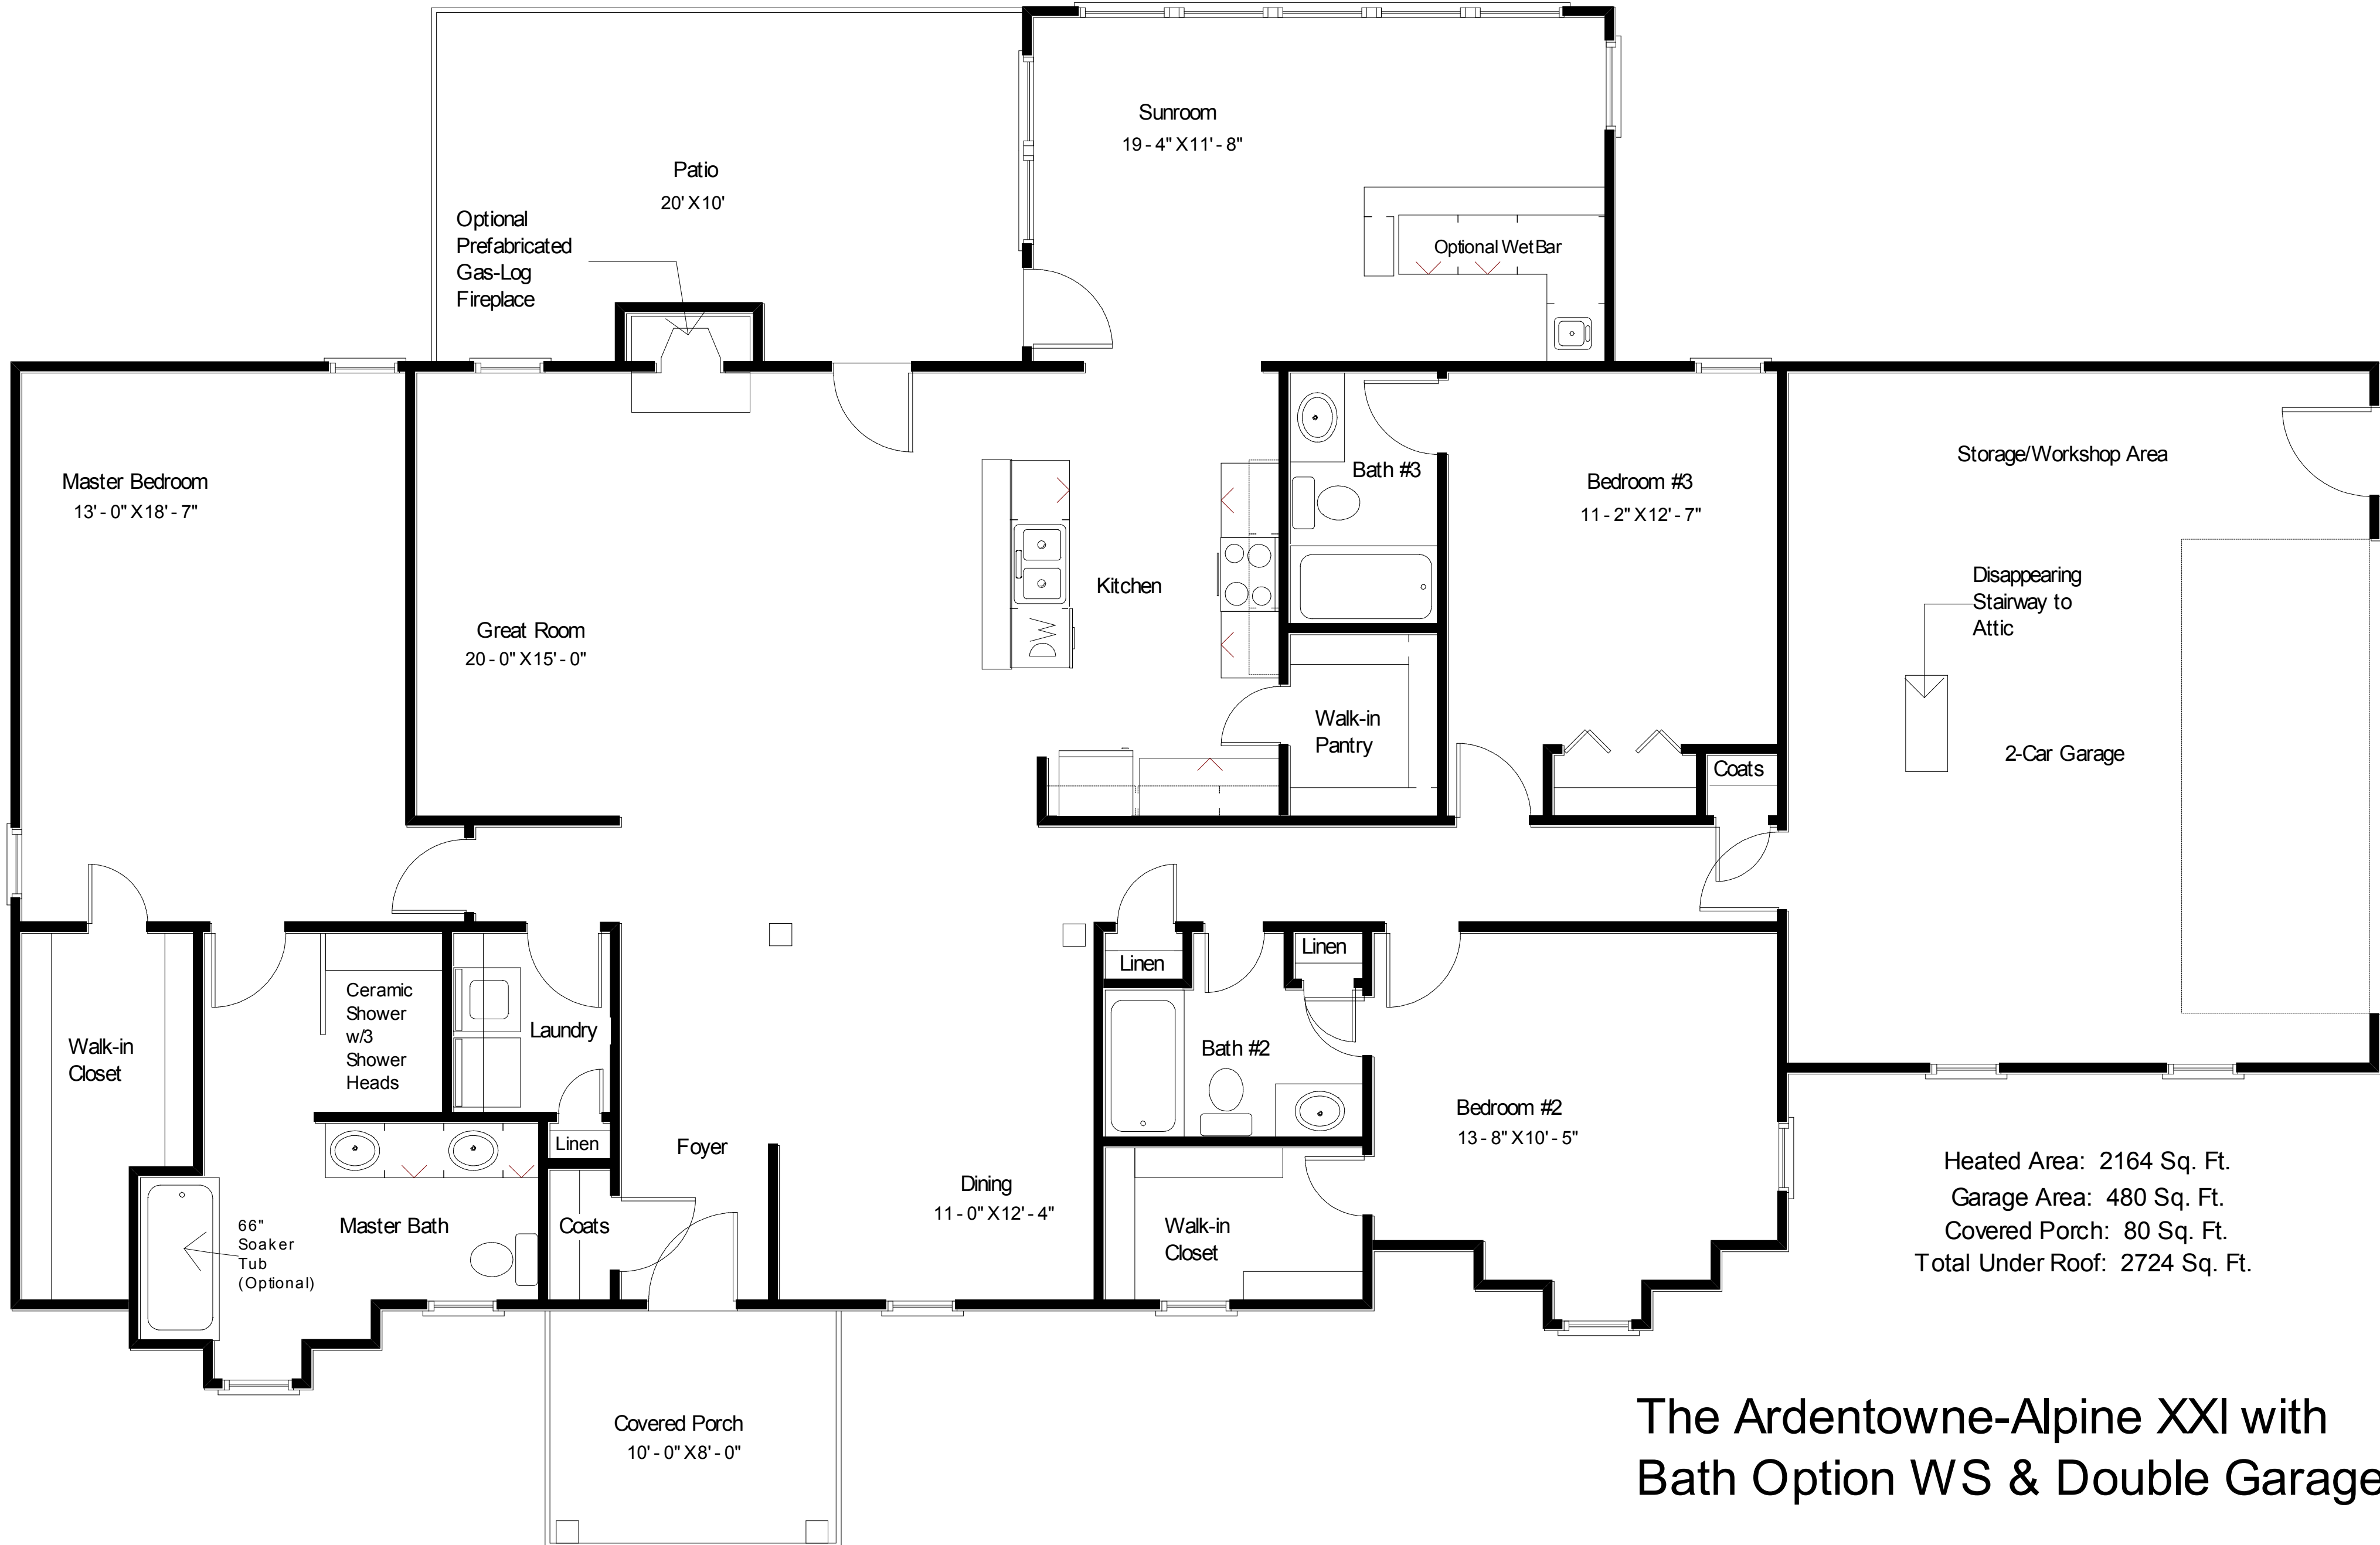 Sunroom
19 - 4" X 11' - 8"
Patio
20' X 10'
Optional
Prefabricated
Gas-Log
Fireplace
Optional Wet Bar
Master Bedroom
13' - 0" X 18' - 7"
Great Room
20 - 0" X 15' - 0"
Kitchen
DW
Bath #3
Bedroom #3
11 - 2" X 12' - 7"
Storage/Workshop Area
Disappearing
Stairway to
Attic
2-Car Garage
Walk-in
Pantry
Coats
Walk-in
Closet
Ceramic
Shower
w/3
Shower
Heads
Laundry
Linen
Linen
Linen
Bath #2
Bedroom #2
13 - 8" X 10' - 5"
Foyer
Dining
11 - 0" X 12' - 4"
Walk-in
Closet
66"
Soaker
Tub
(Optional)
Master Bath
Coats
Covered Porch
10' - 0" X 8' - 0"
Heated Area: 2164 Sq. Ft.
Garage Area: 480 Sq. Ft.
Covered Porch: 80 Sq. Ft.
Total Under Roof: 2724 Sq. Ft.
The Ardentowne-Alpine XXI with
Bath Option WS & Double Garage